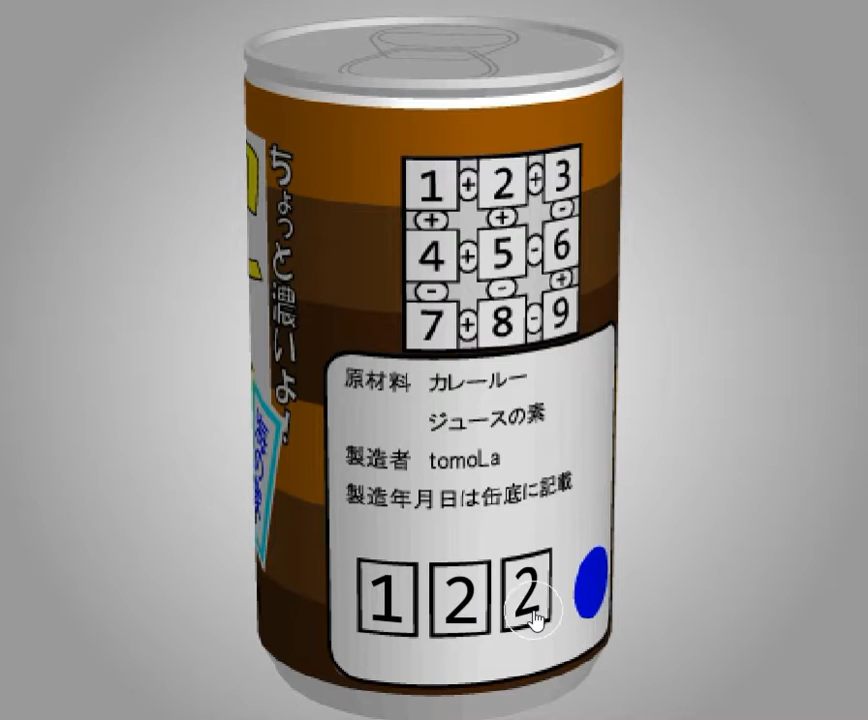 ちょっと濃いよ!
1+2+3
+ + -
4+5-6
- - +
7+8-9
原材料 カレールー
ジュースの素
製造者 tomoLa
製造年月日は缶底に記載
1 2 2